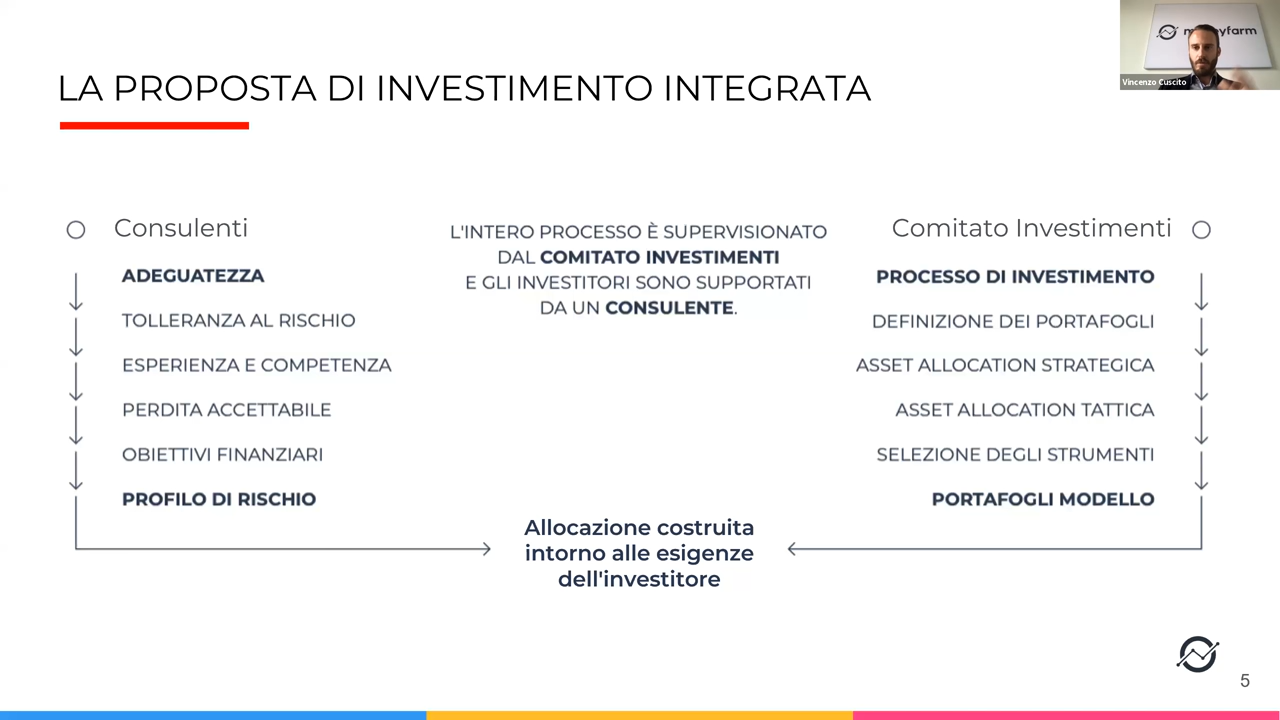 LA PROPOSTA DI INVESTIMENTO INTEGRATA
Vincenzo Cuscito
Consulenti
ADEGUATEZZA
TOLLERANZA AL RISCHIO
ESPERIENZA E COMPETENZA
PERDITA ACCETTABILE
OBIETTIVI FINANZIARI
PROFILO DI RISCHIO
L'INTERO PROCESSO È SUPERVISIONATO
DAL COMITATO INVESTIMENTI
E GLI INVESTITORI SONO SUPPORTATI
DA UN CONSULENTE.
Comitato Investimenti
PROCESSO DI INVESTIMENTO
DEFINIZIONE DEI PORTAFOGLI
ASSET ALLOCATION STRATEGICA
ASSET ALLOCATION TATTICA
SELEZIONE DEGLI STRUMENTI
PORTAFOGLI MODELLO
Allocazione costruita
intorno alle esigenze
dell'investitore
5